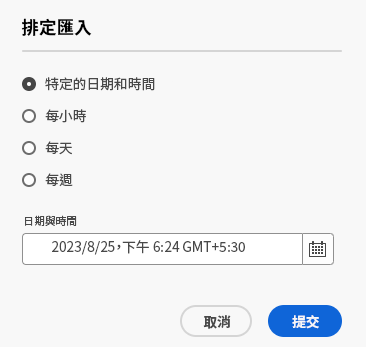 排定匯入
特定的日期和時間
每小時
每天
每週
日期與時間
2023/8/25，下午 6:24 GMT+5:30
取消
提交